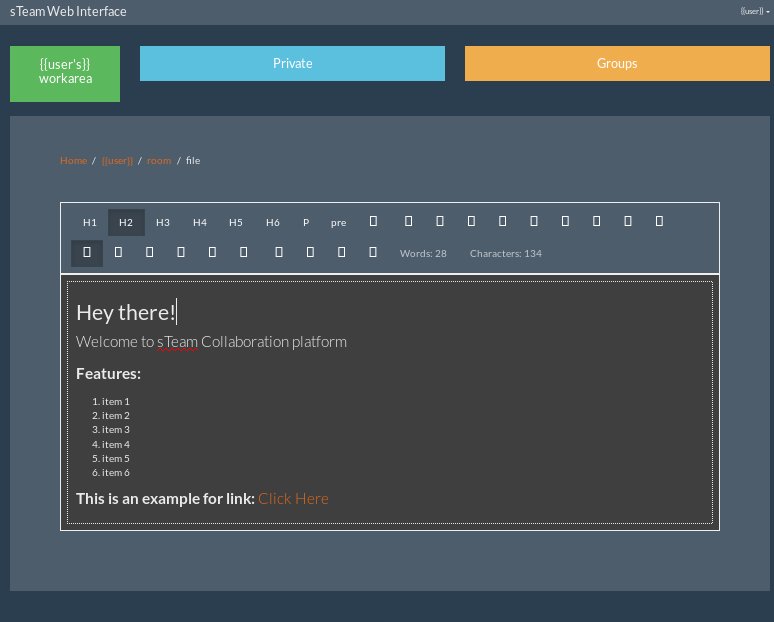 sTeam Web Interface
{{user}}
{{user's}}
workarea
Private
Groups
Home / {{user}} / room / file
H1 H2 H3 H4 H5 H6 P pre
Words: 28 Characters: 134
Hey there!
Welcome to sTeam Collaboration platform
Features:
1. item 1
2. item 2
3. item 3
4. item 4
5. item 5
6. item 6
This is an example for link: Click Here